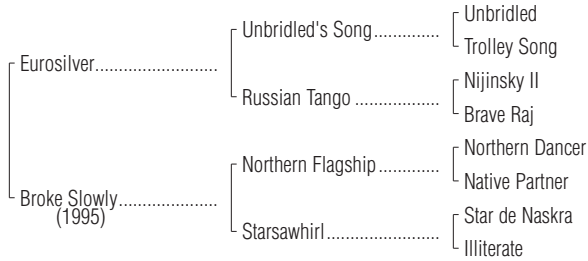 Unbridled
Unbridled's Song..............
Trolley Song
Eurosilver..........................
Nijinsky II
Russian Tango ..................
Brave Raj
Northern Dancer
Northern Flagship .............
Native Partner
Broke Slowly.....................
(1995)
Star de Naskra
Starsawhirl........................
Illiterate